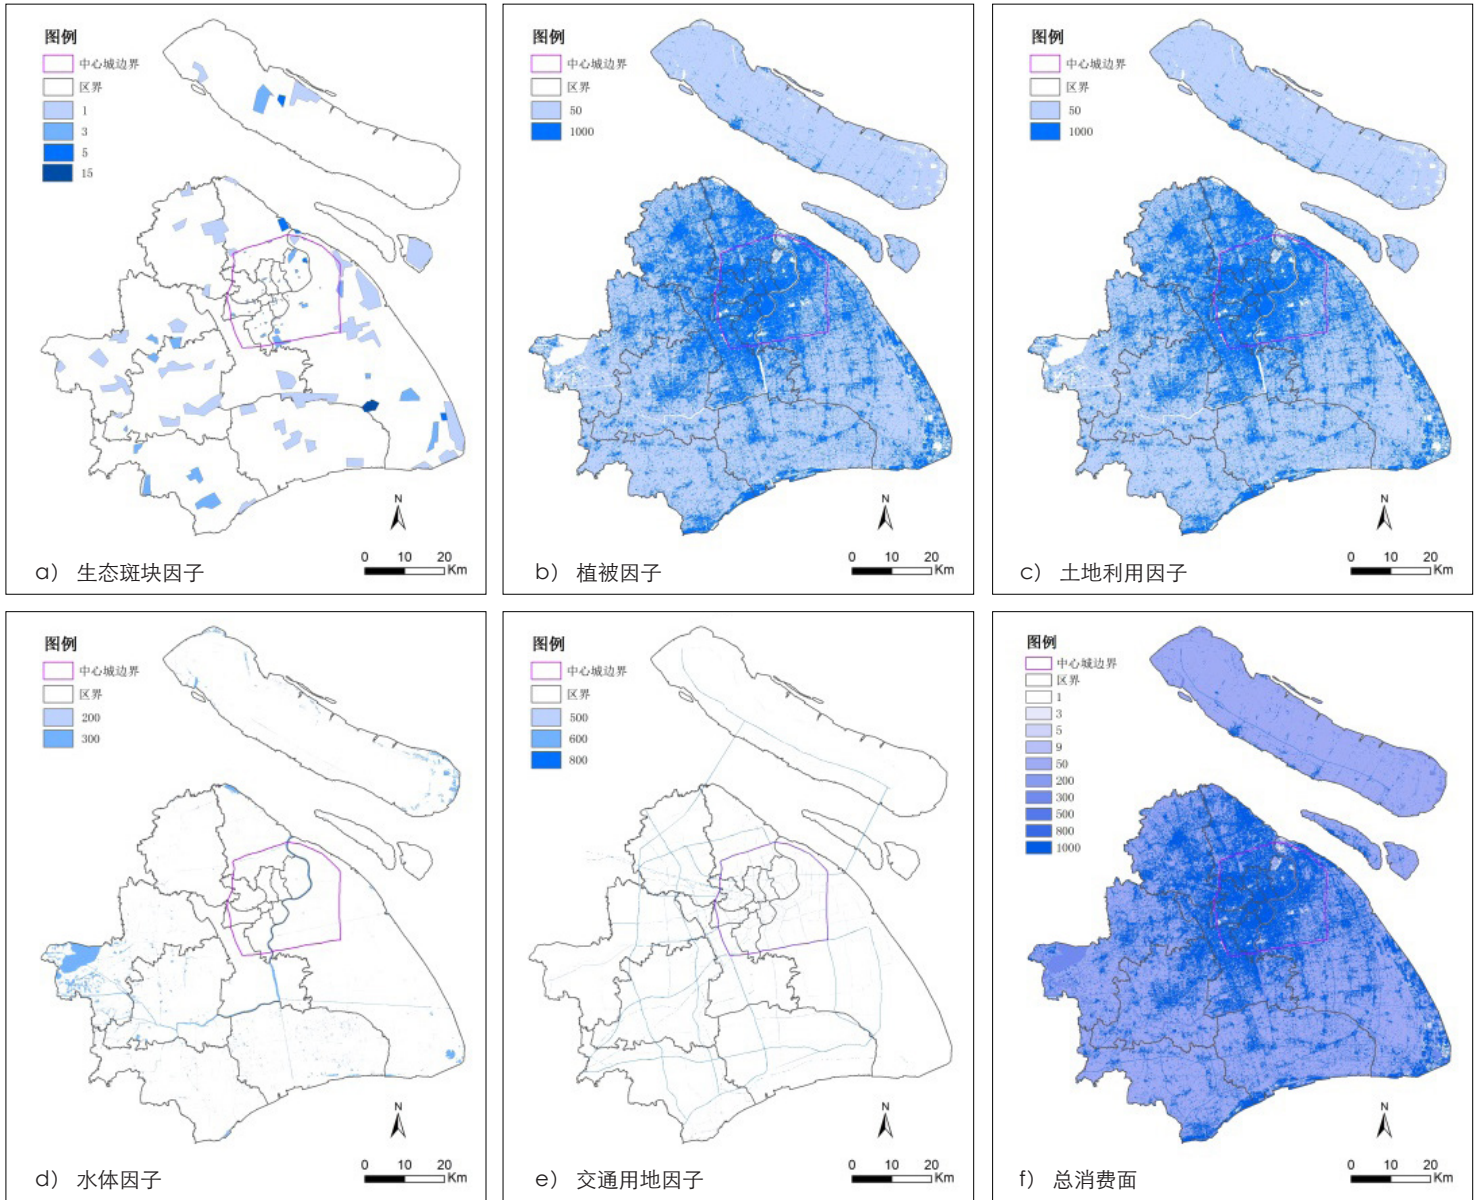 图例
中心城边界
区界
1
3
5
15
N
0 10 20
Km
a） 生态斑块因子
图例
中心城边界
区界
50
1000
N
0 10 20
Km
b） 植被因子
图例
中心城边界
区界
50
1000
N
0 10 20
Km
c） 土地利用因子
图例
中心城边界
区界
200
300
N
0 10 20
Km
d） 水体因子
图例
中心城边界
区界
500
600
800
N
0 10 20
Km
e） 交通用地因子
图例
中心城边界
区界
1
3
5
9
50
200
300
500
800
1000
N
0 10 20
Km
f） 总消费面